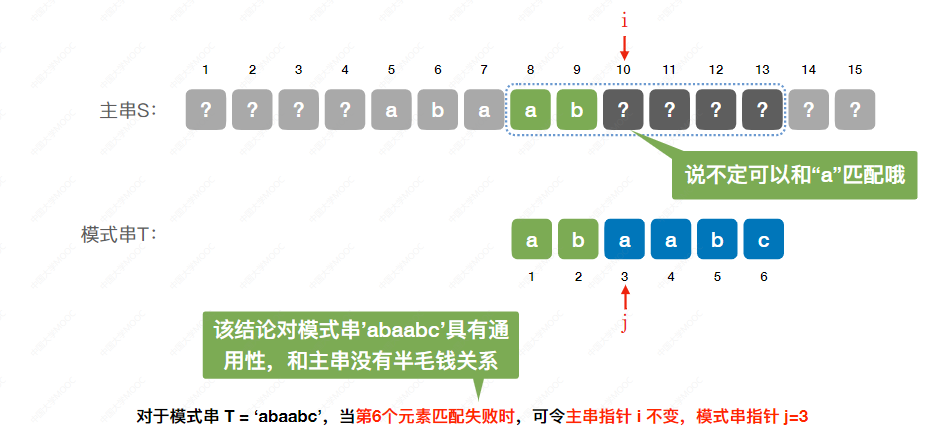 i
1 2 3 4 5 6 7 8 9 10 11 12 13 14 15
主串S： ? ? ? ? a b a a b ? ? ? ? ? ?
说不定可以和“a”匹配哦
模式串T： a b a a b c
1 2 3 4 5 6
j
该结论对模式串’abaabc’具有通
用性，和主串没有半毛钱关系
对于模式串 T = ‘abaabc’，当第6个元素匹配失败时，可令主串指针 i 不变，模式串指针 j=3